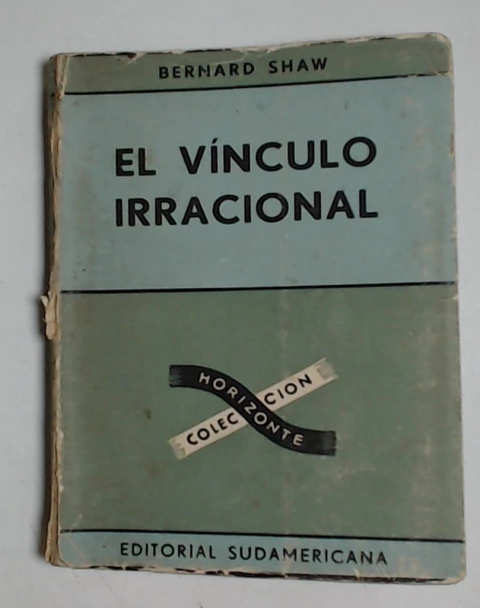 BERNARD SHAW
EL VÍNCULO
IRRACIONAL
COLECCION
HORIZONTE
EDITORIAL SUDAMERICANA